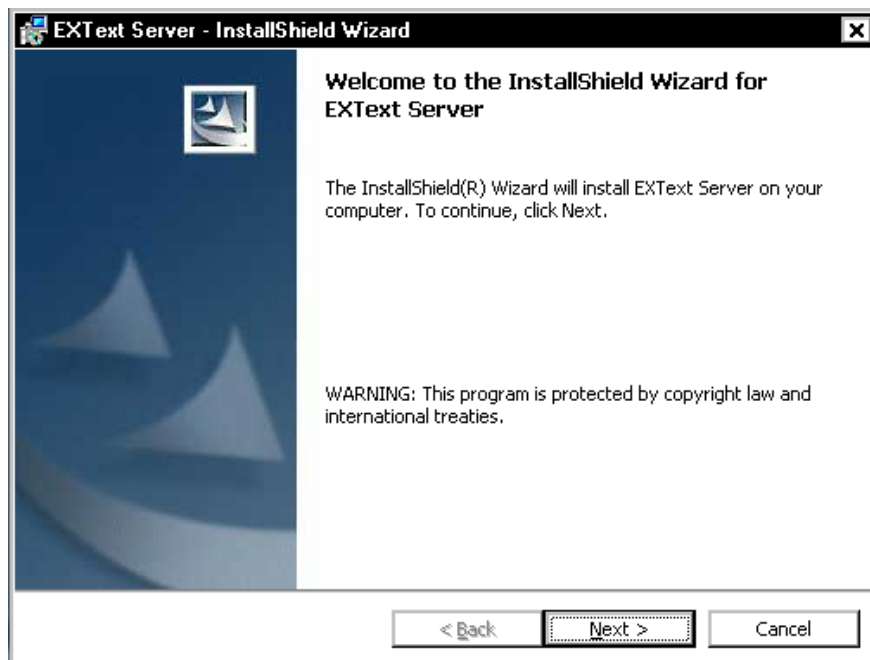 EXText Server - InstallShield Wizard
Welcome to the InstallShield Wizard for
EXText Server
The InstallShield(R) Wizard will install EXText Server on your
computer. To continue, click Next.
WARNING: This program is protected by copyright law and
international treaties.
< Back Next > Cancel